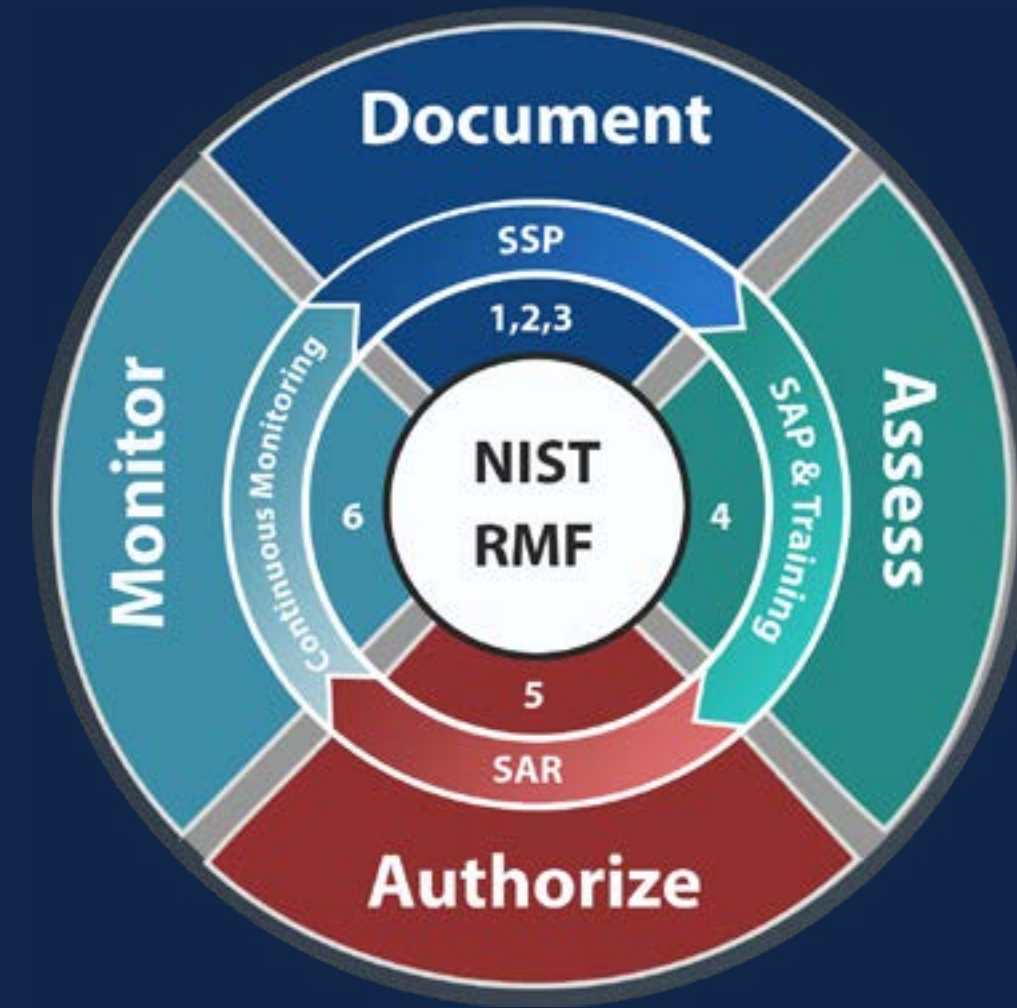 Document
SSP
1,2,3
Assess
SAP & Training
4
Authorize
SAR
5
Monitor
Continuous Monitoring
6
NIST
RMF